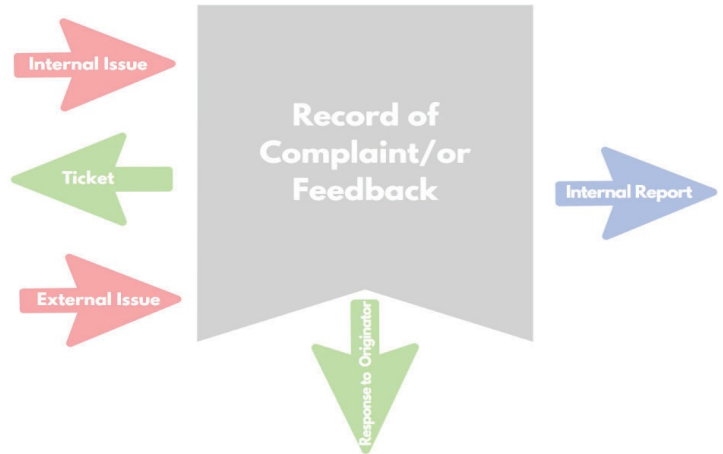 Internal Issue
Record of
Complaint/or
Feedback
Ticket
Internal Report
External Issue
Response to Originator